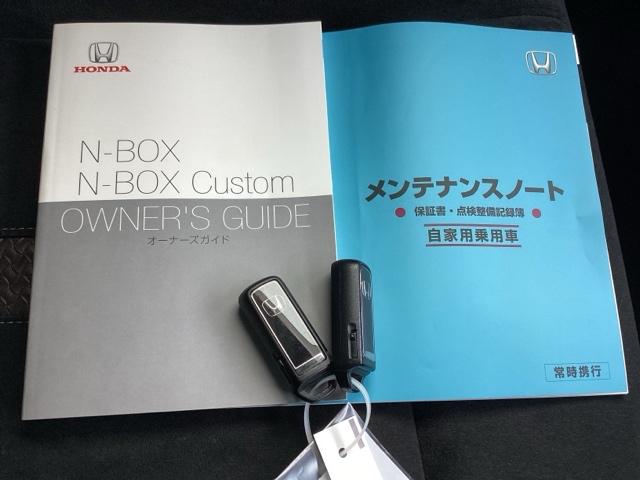 HONDA
N-BOX
N-BOX Custom
OWNER'S GUIDE
オーナーズガイド
メンテナンスノート
● 保証書・点検整備記録簿 ●
自家用乗用車
常時携行